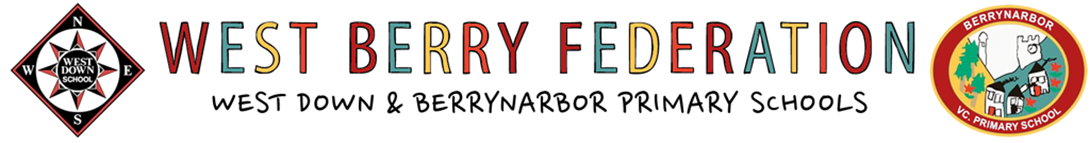 N
W E
S
WEST
DOWN
SCHOOL
WEST BERRY FEDERATION
WEST DOWN & BERRYNARBOR PRIMARY SCHOOLS
BERRYNARBOR
VC. PRIMARY SCHOOL